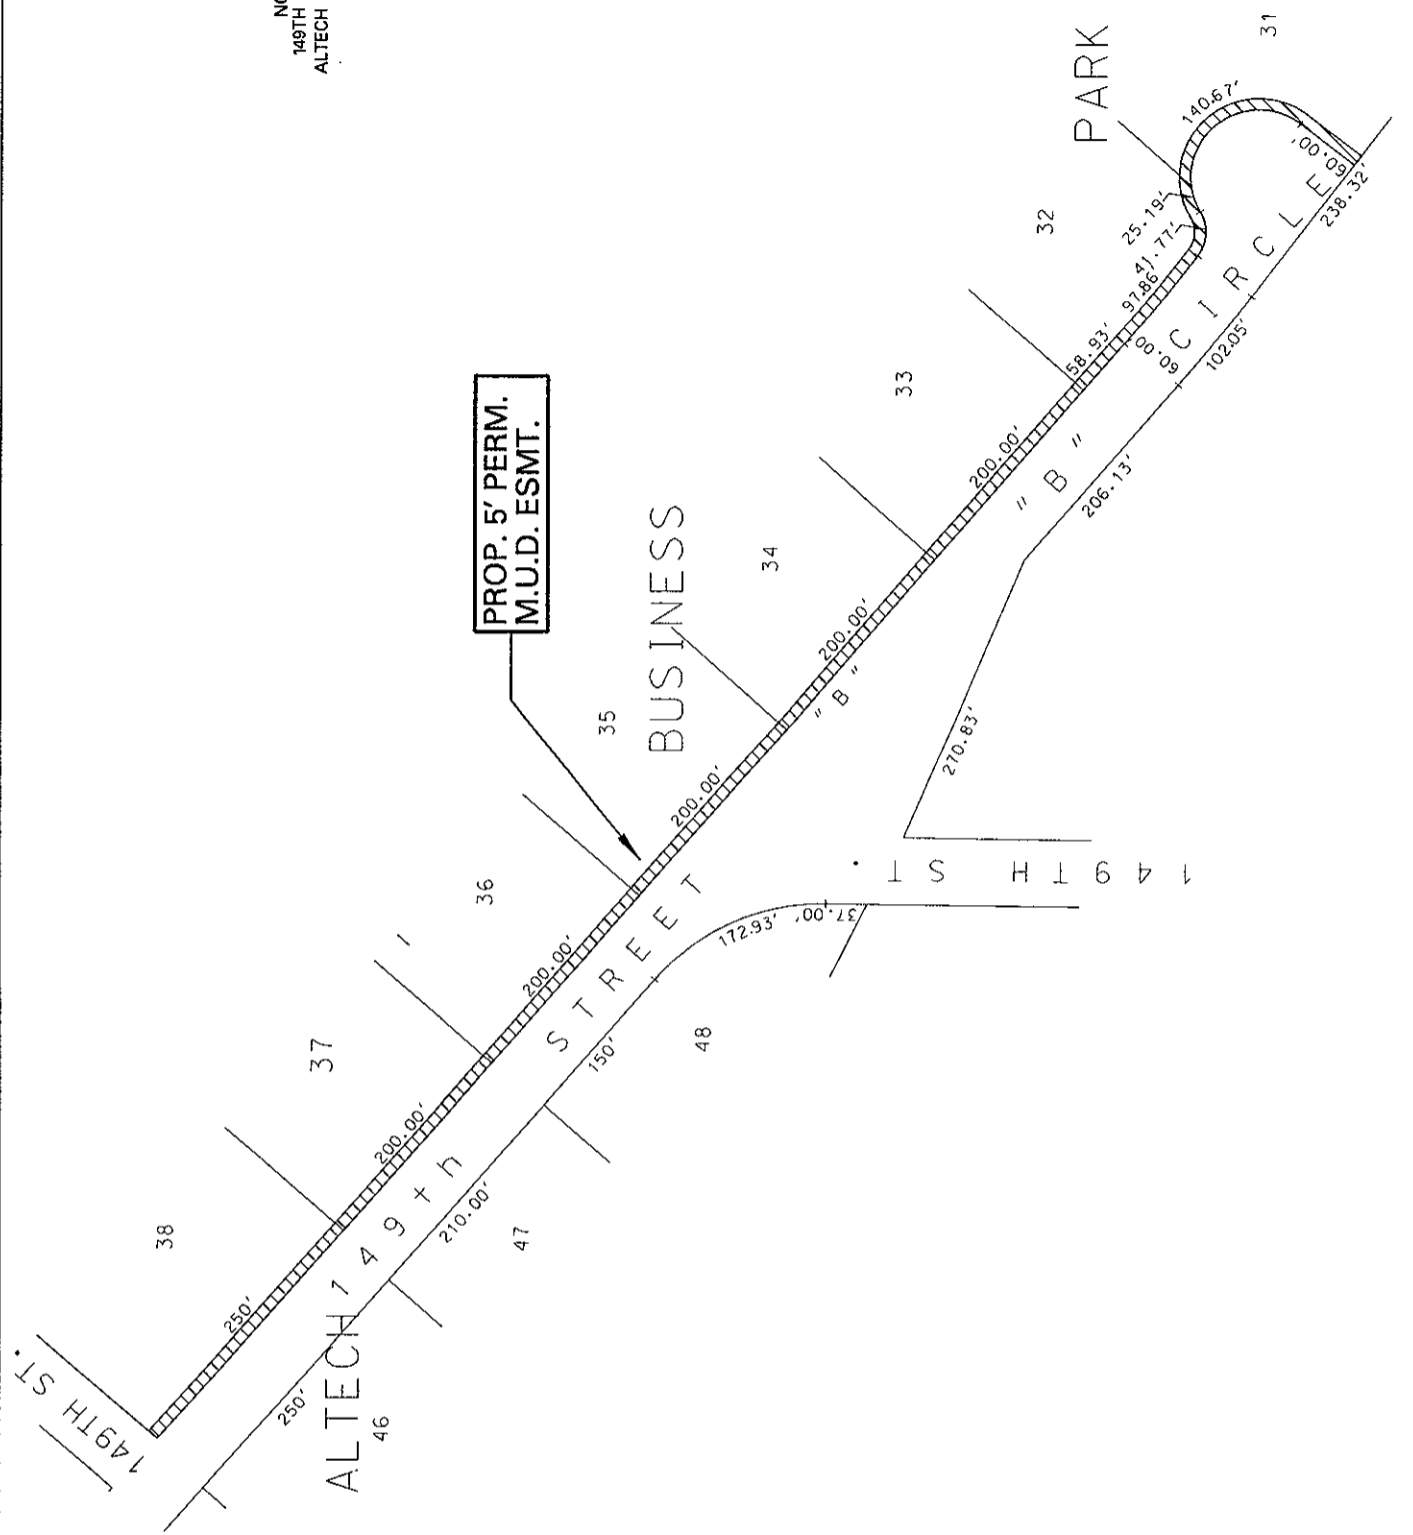 149TH
ALTECH
PARK
31
140.67'
60.00'
25.19'
41.77'
97.86'
32
238.32'
"B" CIRCLE
60.00
102.05'
58.93'
33
200.00'
206.13'
PROP. 5' PERM.
M.U.D. ESMT.
BUSINESS
34
200.00'
"B"
270.83'
35
200.00'
149TH ST.
37.00'
172.93'
36
200.00'
149th STREET
150'
48
37
200.00'
210.00'
47
38
250'
250'
ALTECH
46
149TH ST.